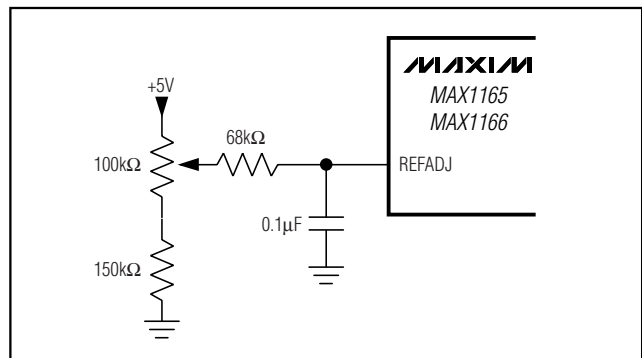 MAXIM
MAX1165
MAX1166
+5V
68kΩ
100kΩ
REFADJ
0.1μF
150kΩ